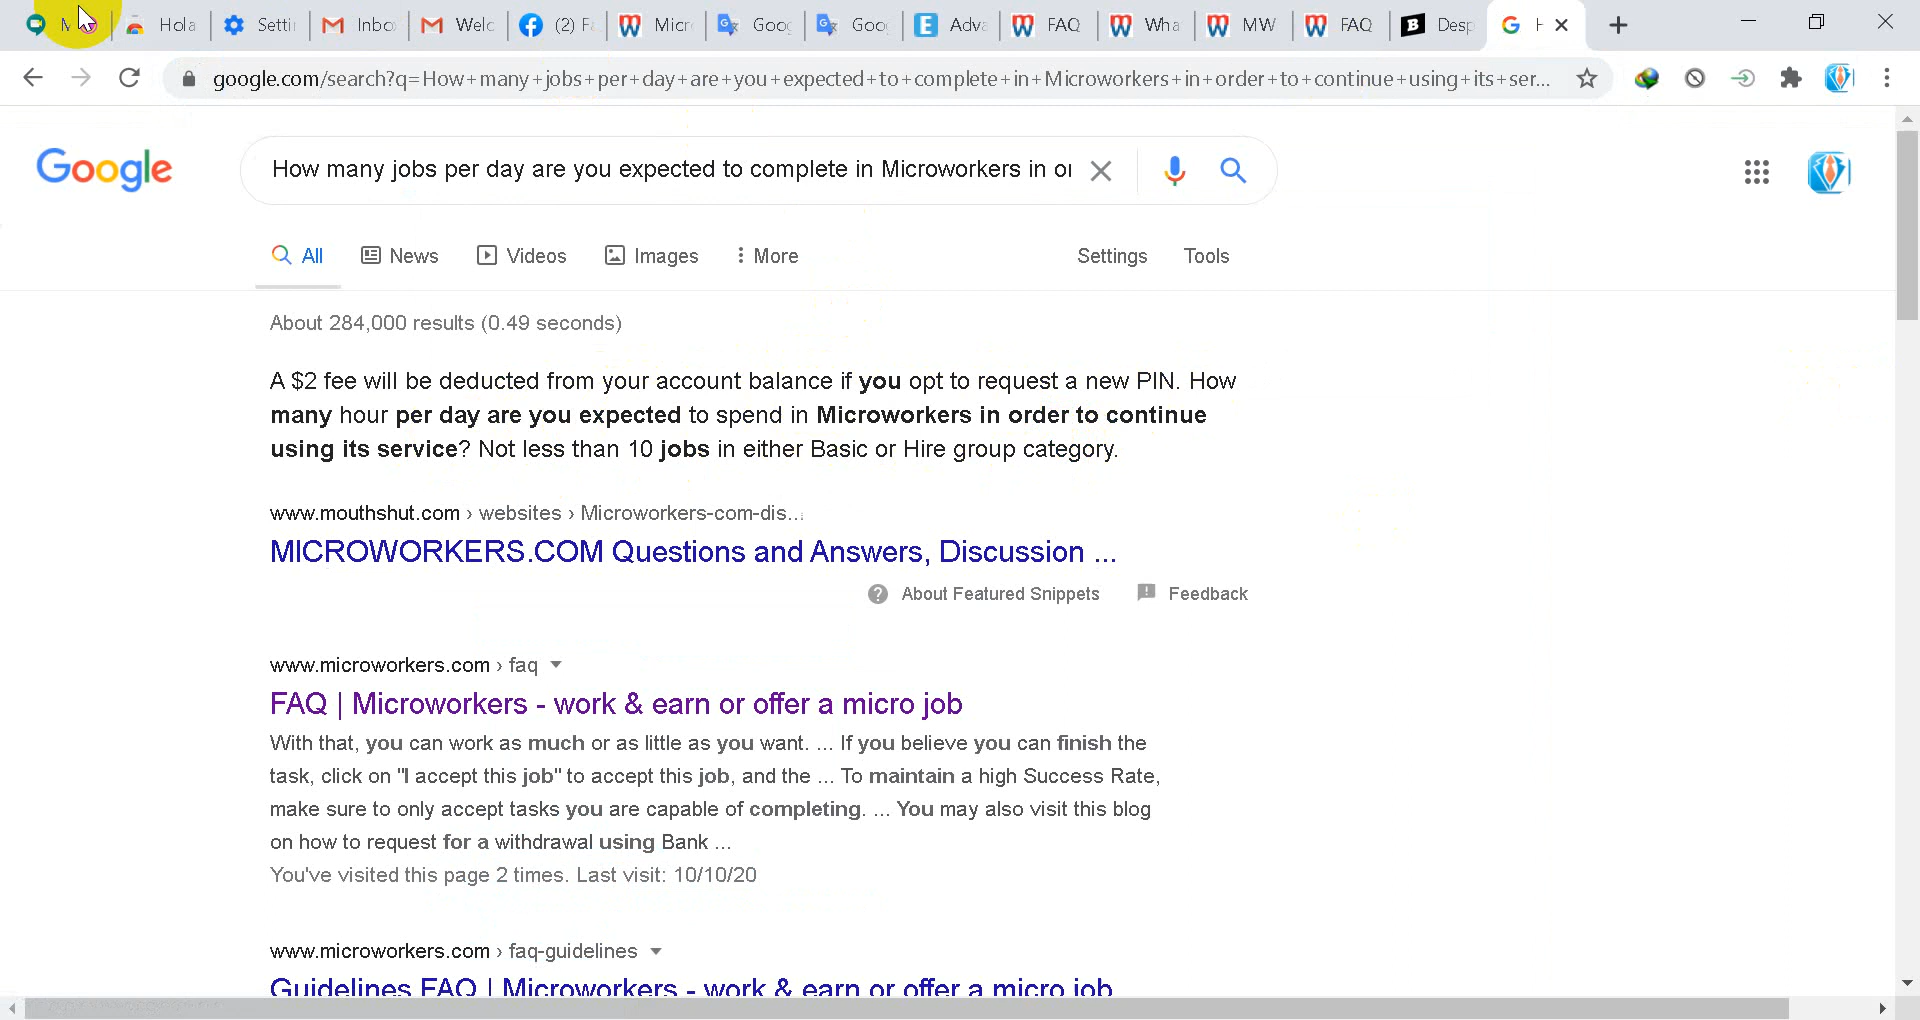 Hola
Setti
Inbo
Welc
(2) F
Micr
Goog
Goo
Adva
FAQ
Wha
MW
FAQ
Desp
google.com/search?q=How+many+jobs+per+day+are+you+expected+to+complete+in+Microworkers+in+order+to+continue+using+its+ser...
Google
How many jobs per day are you expected to complete in Microworkers in or
All
News
Videos
Images
More
Settings
Tools
About 284,000 results (0.49 seconds)
A $2 fee will be deducted from your account balance if you opt to request a new PIN. How
many hour per day are you expected to spend in Microworkers in order to continue
using its service? Not less than 10 jobs in either Basic or Hire group category.
www.mouthshut.com › websites › Microworkers-com-dis...
MICROWORKERS.COM Questions and Answers, Discussion ...
About Featured Snippets
Feedback
www.microworkers.com › faq
FAQ | Microworkers - work & earn or offer a micro job
With that, you can work as much or as little as you want. ... If you believe you can finish the
task, click on "I accept this job" to accept this job, and the ... To maintain a high Success Rate,
make sure to only accept tasks you are capable of completing. ... You may also visit this blog
on how to request for a withdrawal using Bank ...
You've visited this page 2 times. Last visit: 10/10/20
www.microworkers.com › faq-guidelines
Guidelines FAQ | Microworkers - work & earn or offer a micro job